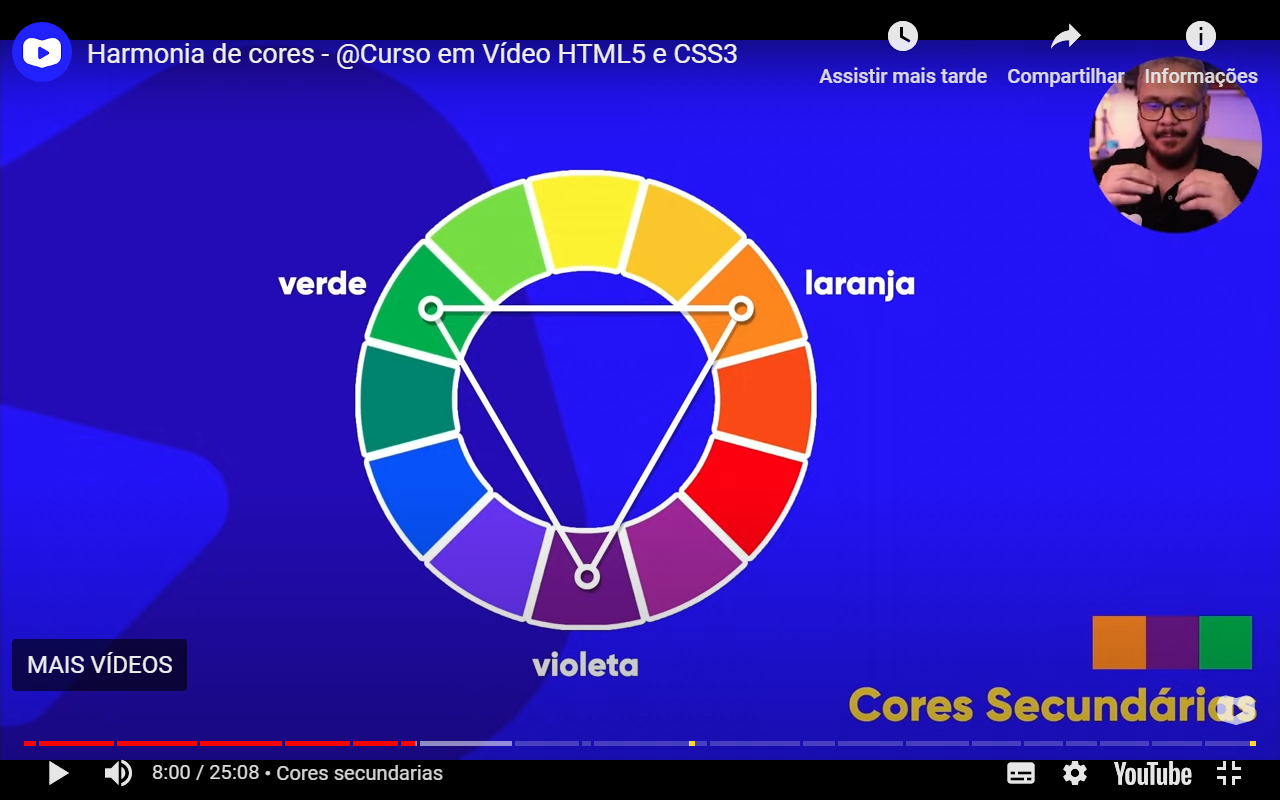 Harmonia de cores - @Curso em Vídeo HTML5 e CSS3
Assistir mais tarde
Compartilhar
Informações
verde
laranja
violeta
MAIS VÍDEOS
Cores Secundárias
8:00 / 25:08 • Cores secundarias
YouTube